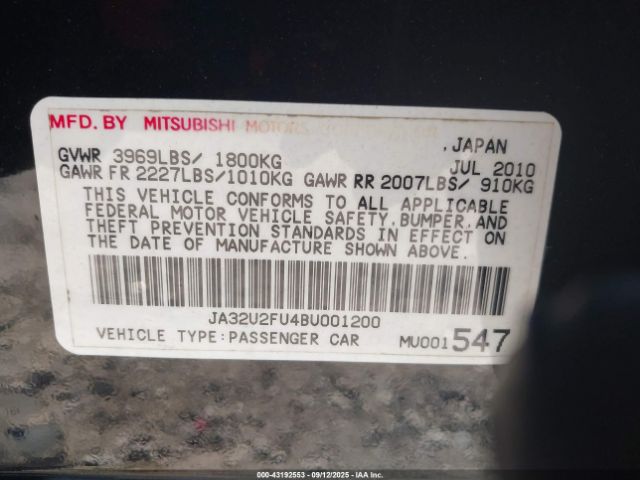 MFD. BY MITSUBISHI MOTORS
,JAPAN
GVWR 3969LBS/ 1800KG JUL 2010
GAWR FR 2227LBS/1010KG GAWR RR 2007LBS/ 910KG
THIS VEHICLE CONFORMS TO ALL APPLICABLE
FEDERAL MOTOR VEHICLE SAFETY,BUMPER,AND
THEFT PREVENTION STANDARDS IN EFFECT ON
THE DATE OF MANUFACTURE SHOWN ABOVE.
JA32U2FU4BU001200
VEHICLE TYPE:PASSENGER CAR MU001547
000-43192553 - 09/12/2025 - IAA Inc.